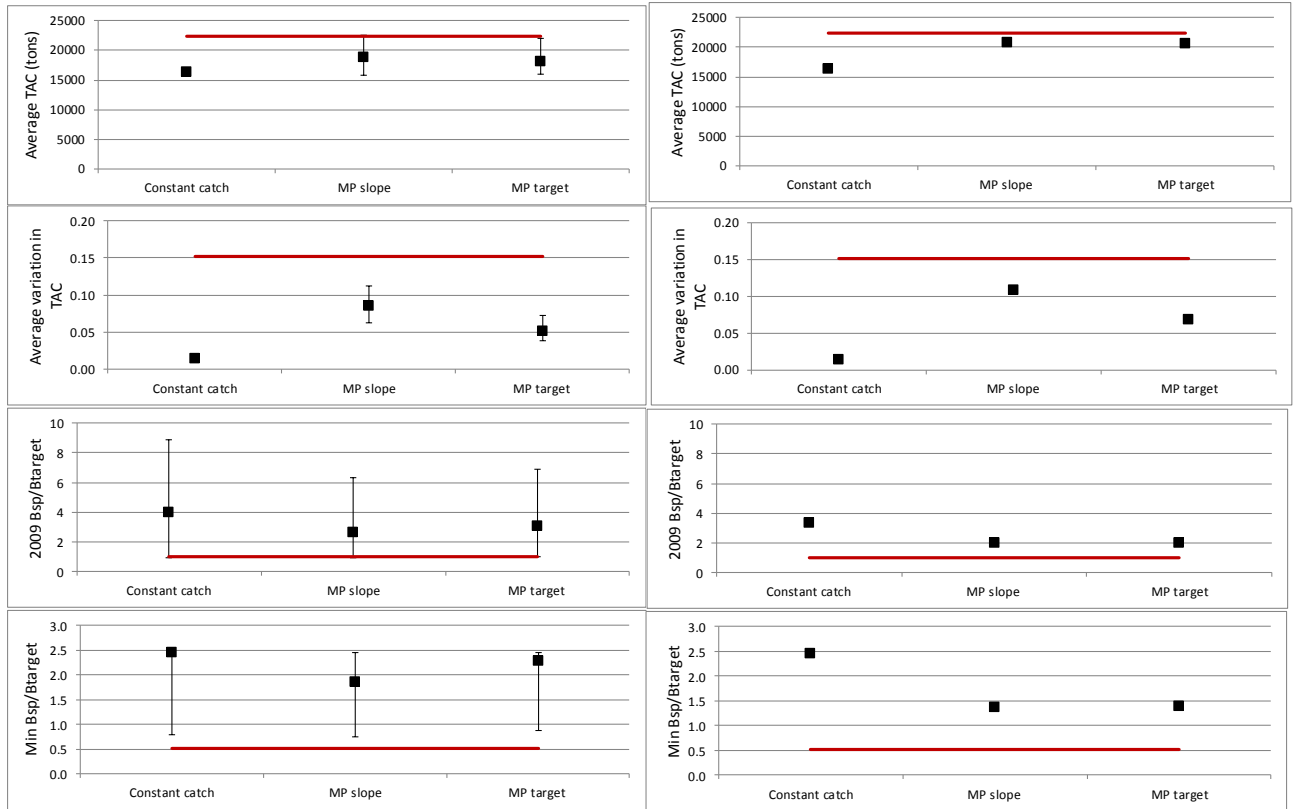 Average TAC (tons)
25000
20000
15000
10000
5000
0
Constant catch MP slope MP target
Average TAC (tons)
25000
20000
15000
10000
5000
0
Constant catch MP slope MP target
Average variation in
TAC
0.20
0.15
0.10
0.05
0.00
Constant catch MP slope MP target
Average variation in
TAC
0.20
0.15
0.10
0.05
0.00
Constant catch MP slope MP target
2009 Bsp/Btarget
10
8
6
4
2
0
Constant catch MP slope MP target
2009 Bsp/Btarget
10
8
6
4
2
0
Constant catch MP slope MP target
Min Bsp/Btarget
3.0
2.5
2.0
1.5
1.0
0.5
0.0
Constant catch MP slope MP target
Min Bsp/Btarget
3.0
2.5
2.0
1.5
1.0
0.5
0.0
Constant catch MP slope MP target